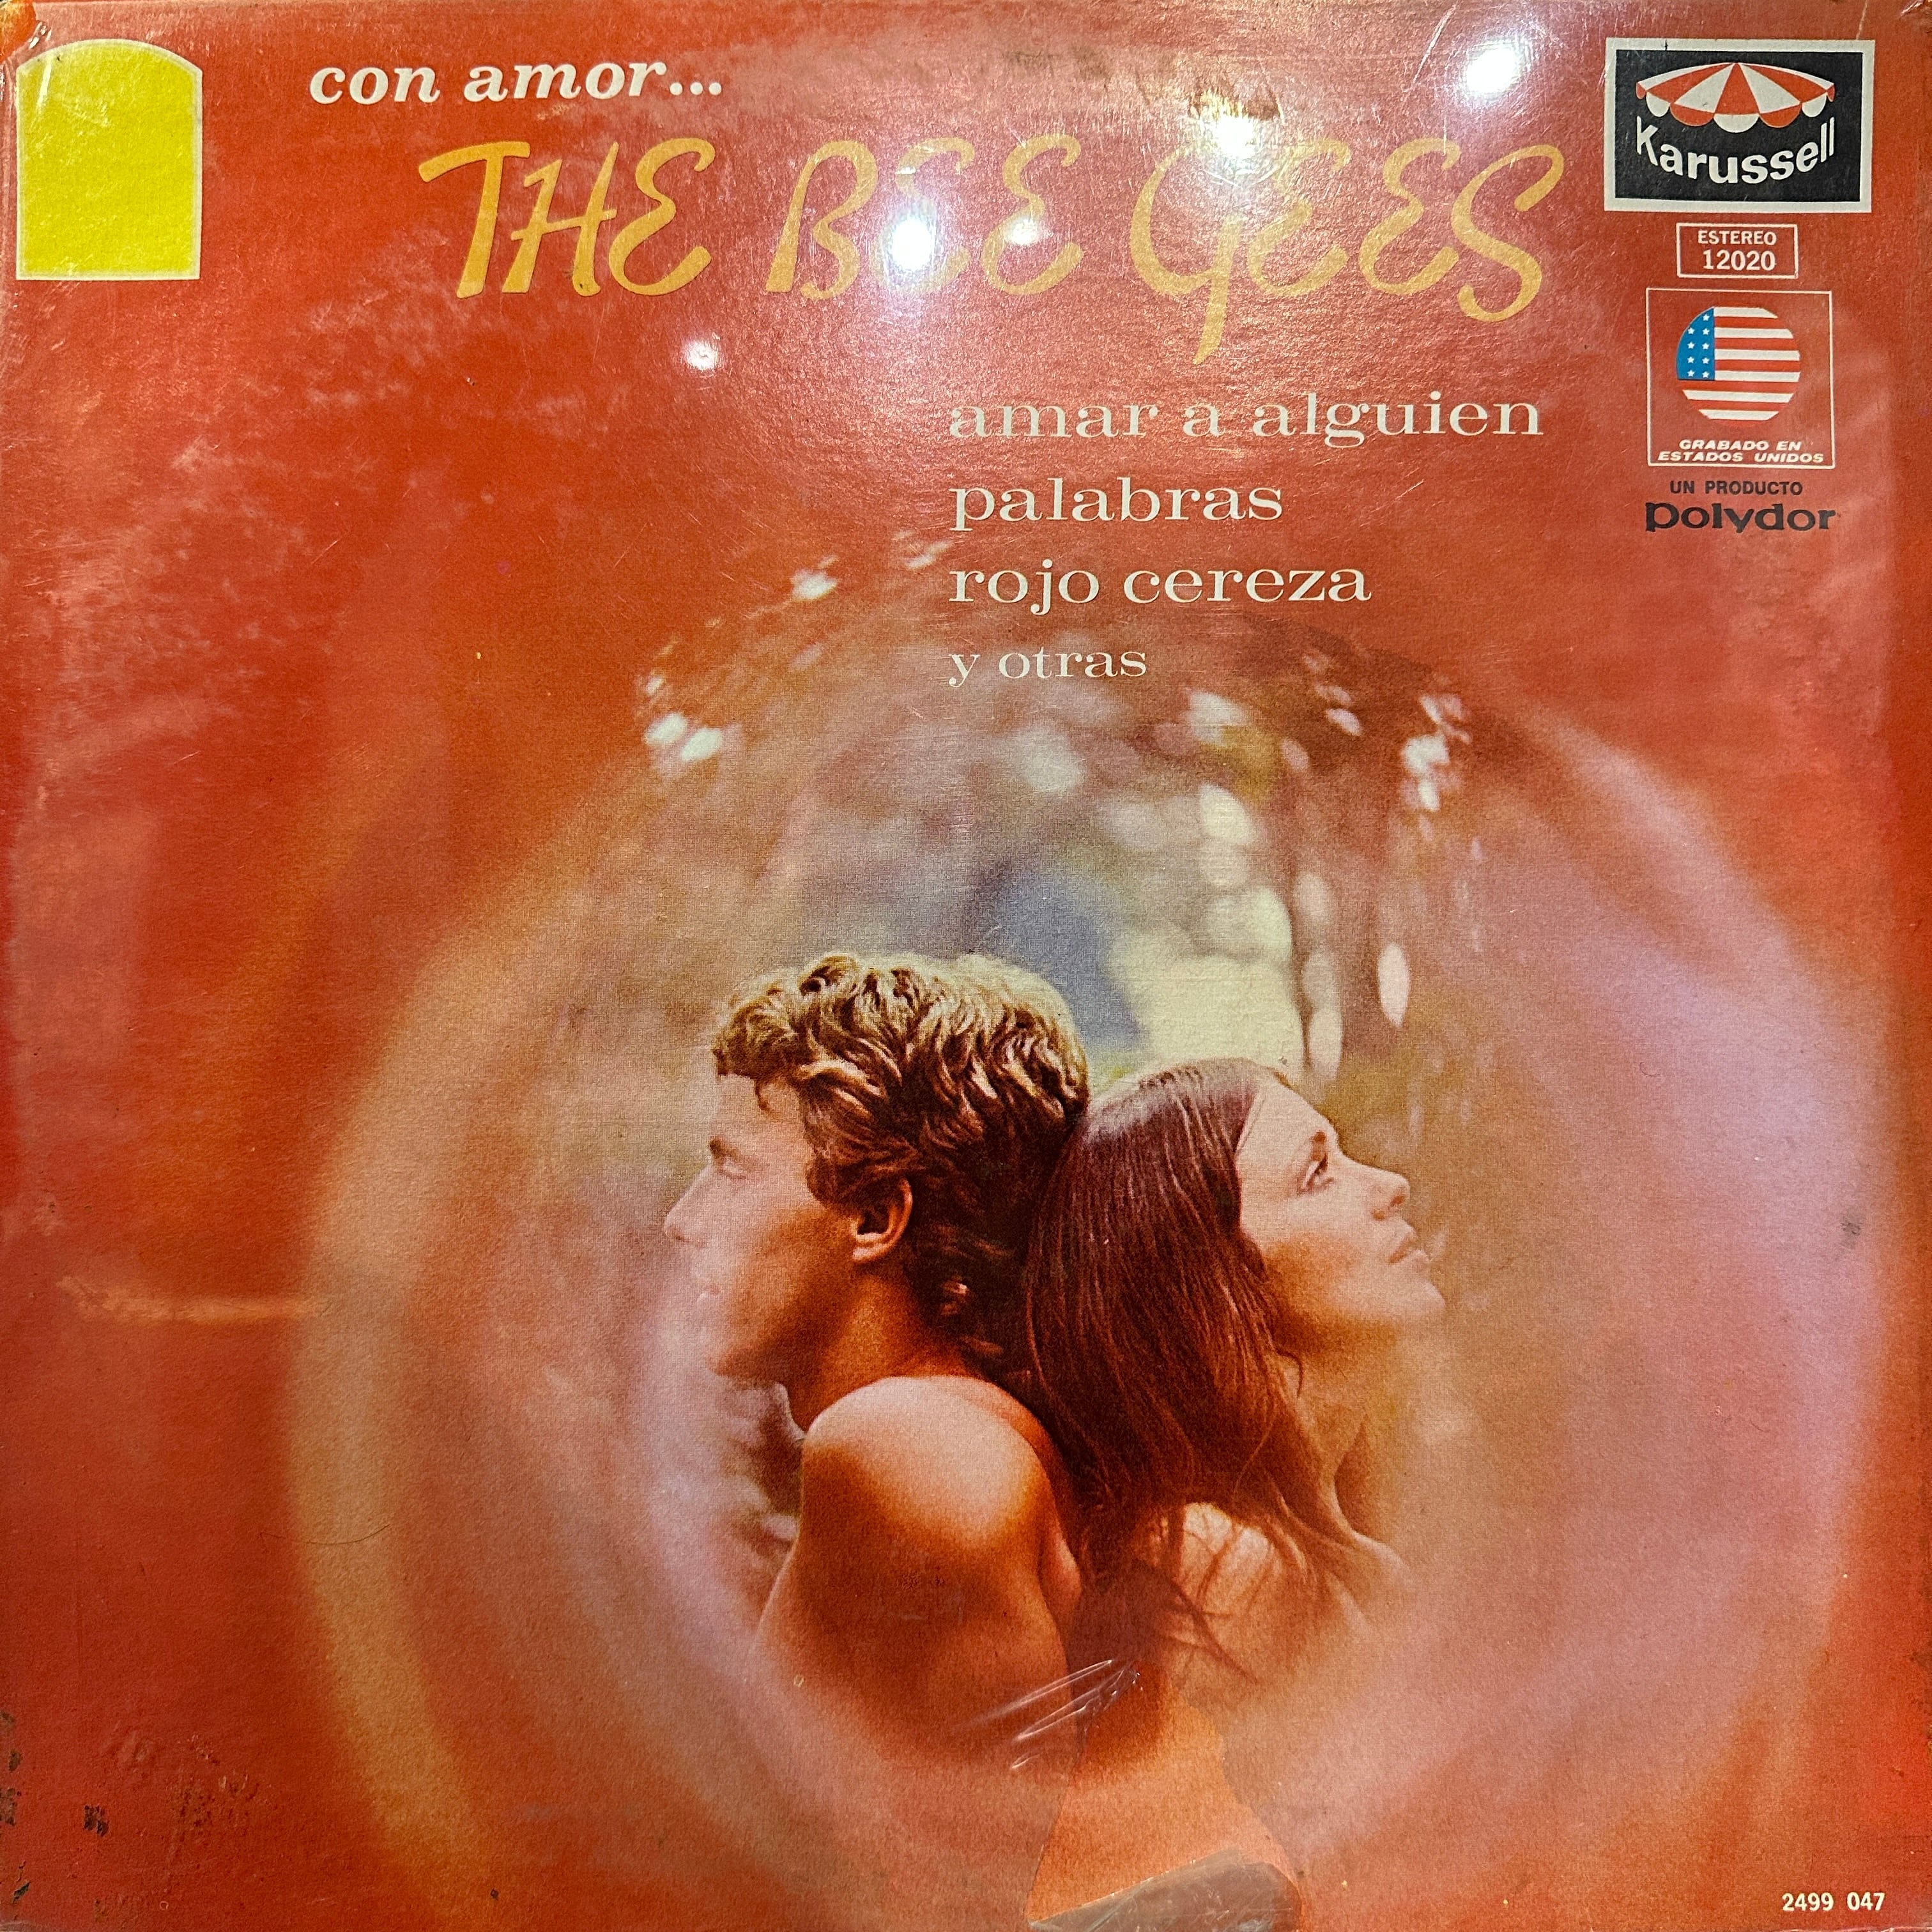 con amor...
THE BEE GEES
Karussell
ESTEREO
12020
GRABADO EN
ESTADOS UNIDOS
UN PRODUCTO
polydor
amar a alguien
palabras
rojo cereza
y otras
2499 047